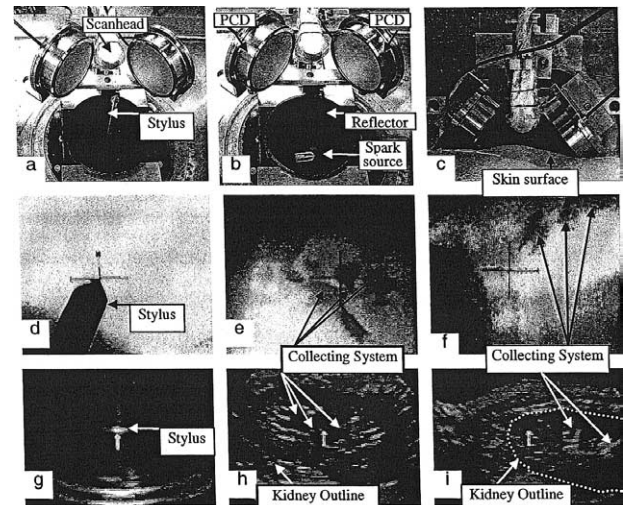 PCD
Scanhead
PCD
Stylus
a
Reflector
Spark
source
b
c
Skin surface
Stylus
d
e
f
Collecting System
Collecting System
Stylus
g
h
Kidney Outline
i
Kidney Outline